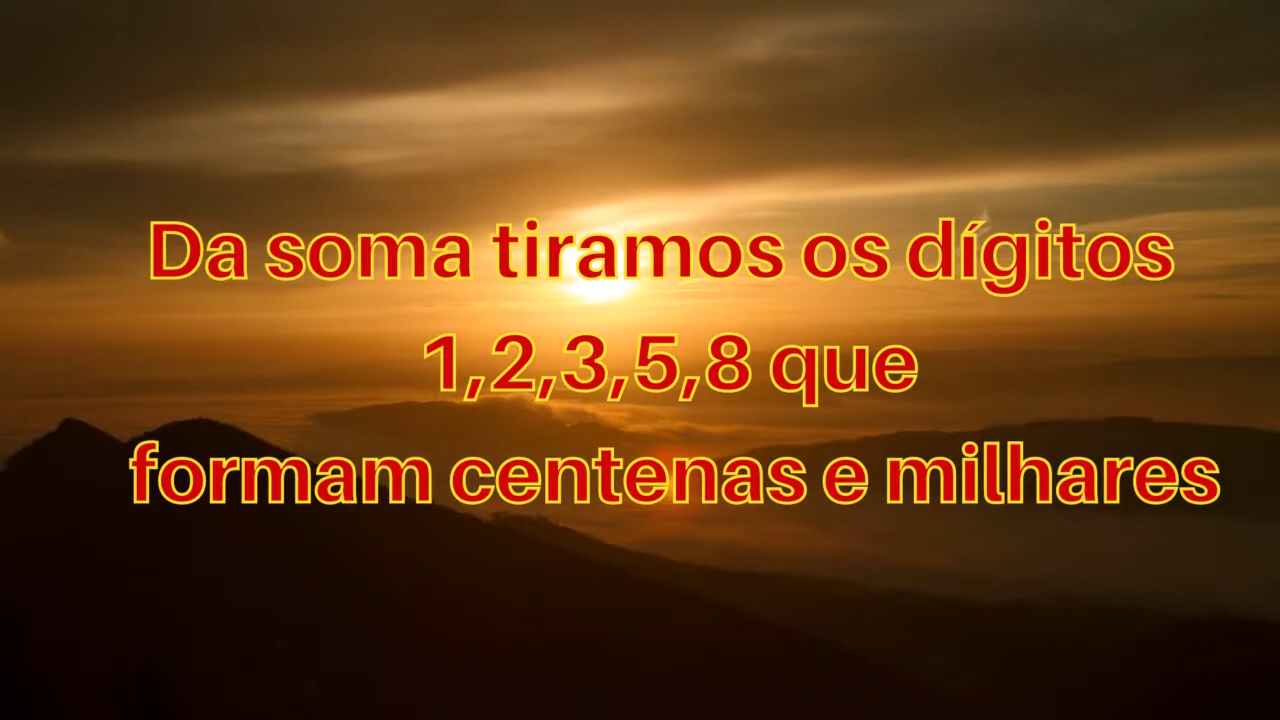 Da soma tiramos os dígitos
1,2,3,5,8 que
formam centenas e milhares